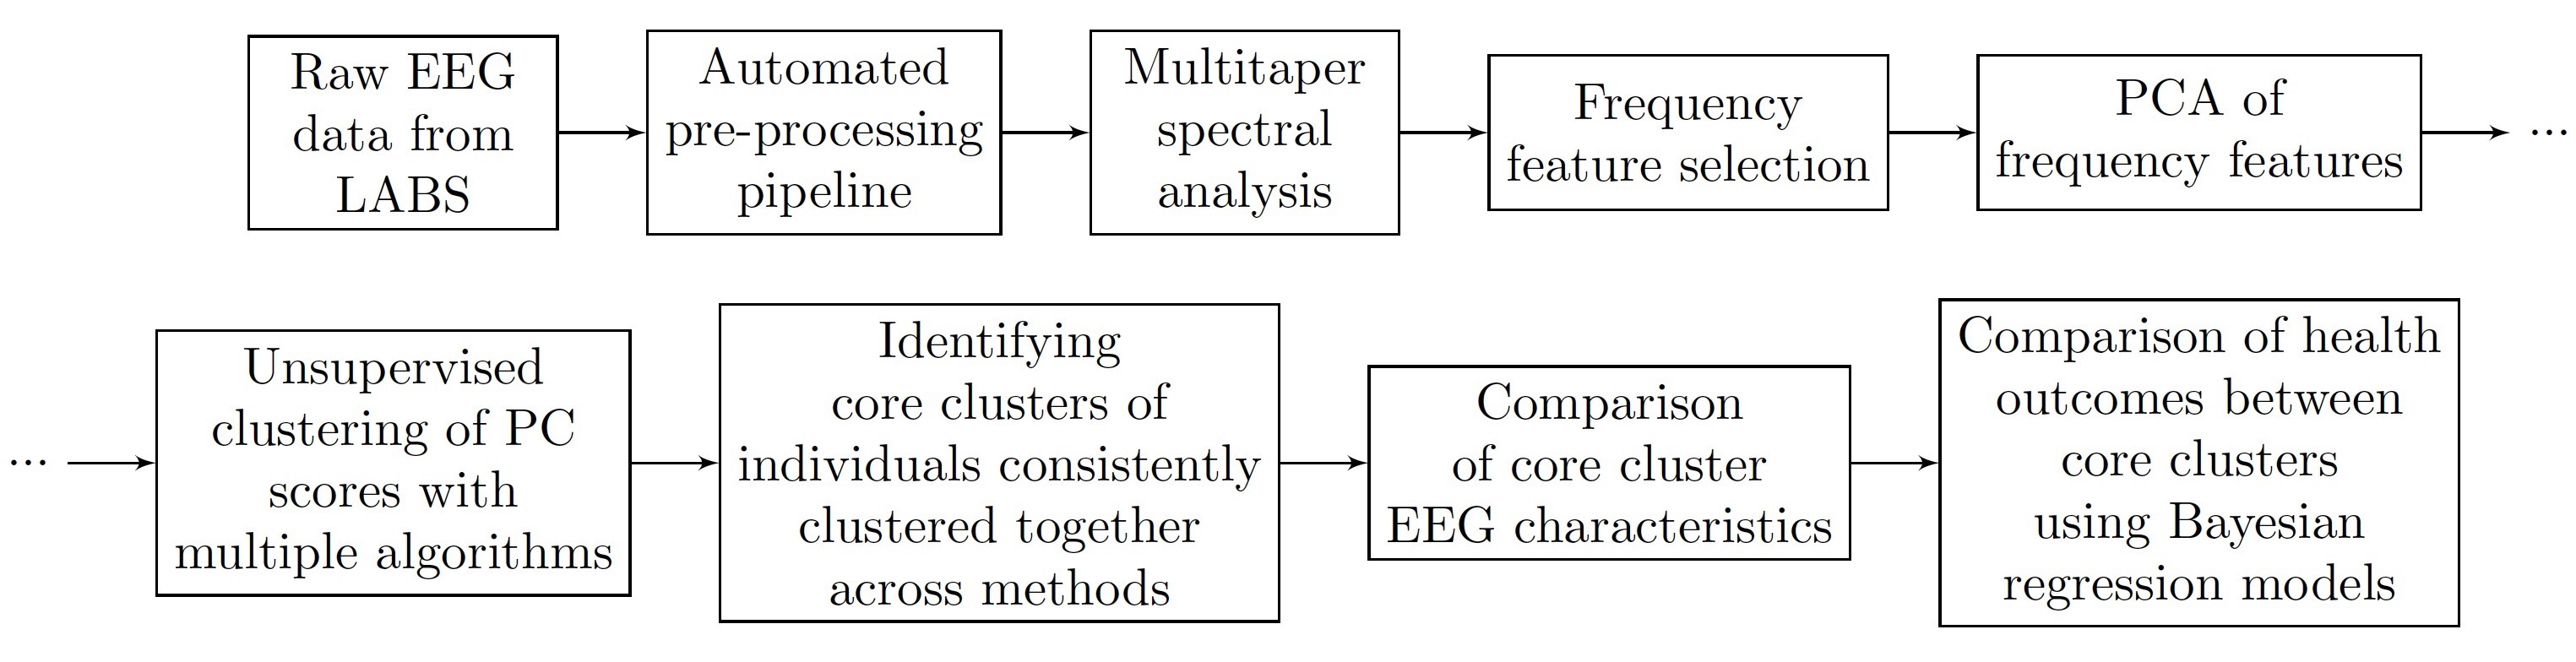 Raw EEG
data from
LABS
Automated
pre-processing
pipeline
Multitaper
spectral
analysis
Frequency
feature selection
PCA of
frequency features
...
...
Unsupervised
clustering of PC
scores with
multiple algorithms
Identifying
core clusters of
individuals consistently
clustered together
across methods
Comparison
of core cluster
EEG characteristics
Comparison of health
outcomes between
core clusters
using Bayesian
regression models